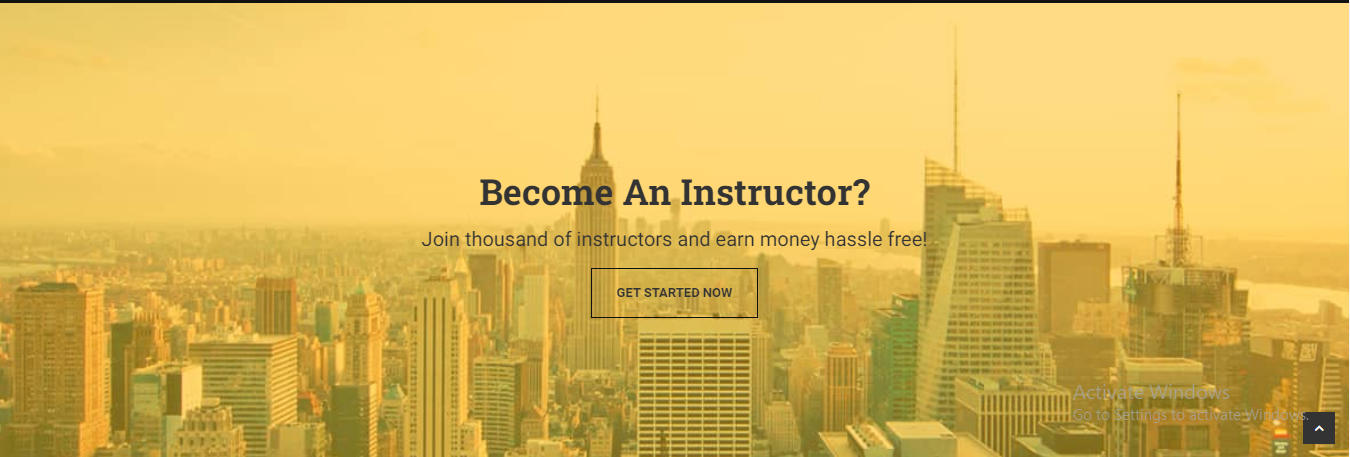 Become An Instructor?
Join thousand of instructors and earn money hassle free!
GET STARTED NOW
Activate Windows
Go to Settings to activate Windows.